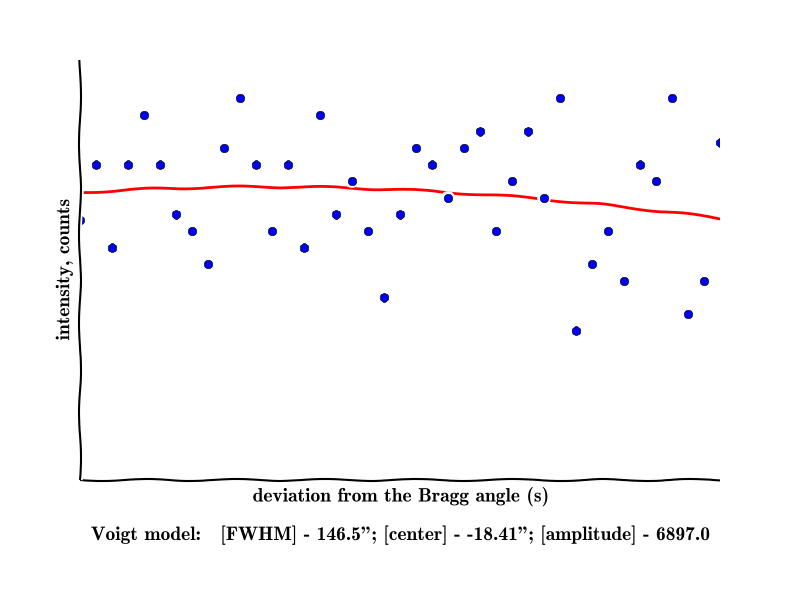 intensity, counts
deviation from the Bragg angle (s)
Voigt model: [FWHM] - 146.5”; [center] - -18.41”; [amplitude] - 6897.0